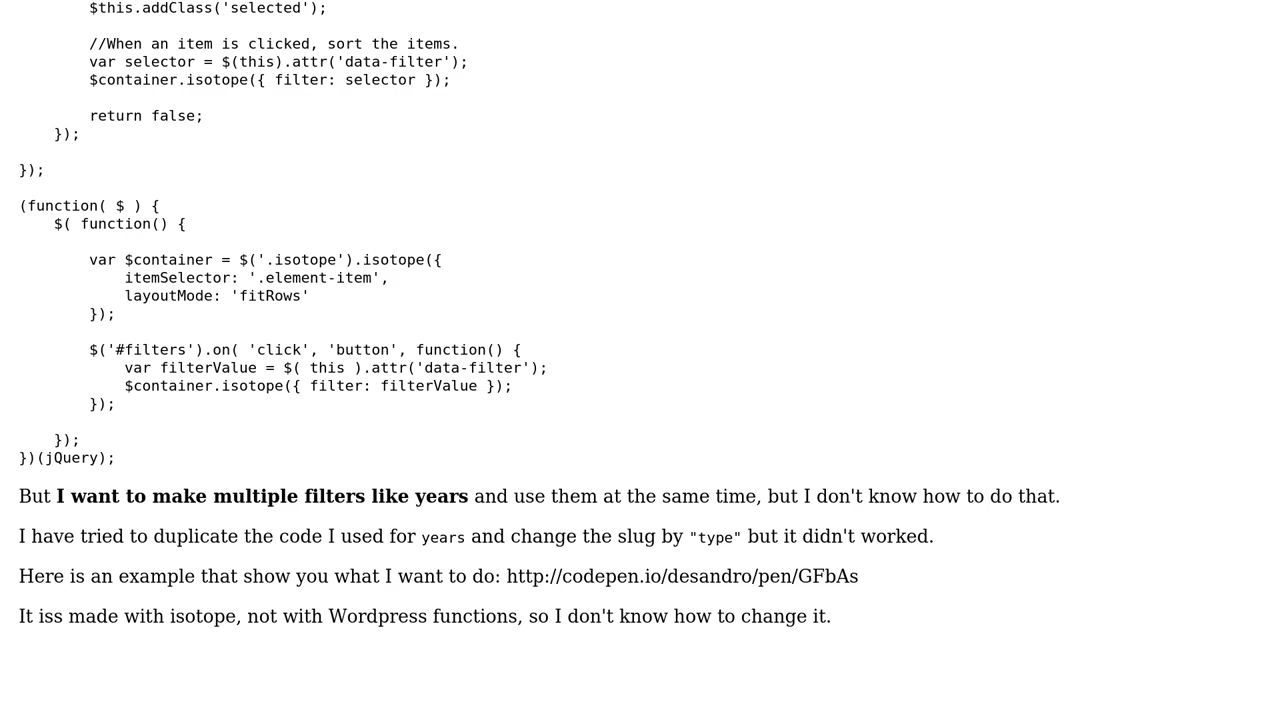 $this.addClass('selected');
//When an item is clicked, sort the items.
var selector = $(this).attr('data-filter');
$container.isotope({ filter: selector });
return false;
});
});
(function( $ ) {
$( function() {
var $container = $('.isotope').isotope({
itemSelector: '.element-item',
layoutMode: 'fitRows'
});
$('#filters').on( 'click', 'button', function() {
var filterValue = $( this ).attr('data-filter');
$container.isotope({ filter: filterValue });
});
});
})(jQuery);
But I want to make multiple filters like years and use them at the same time, but I don't know how to do that.
I have tried to duplicate the code I used for years and change the slug by "type" but it didn't worked.
Here is an example that show you what I want to do: http://codepen.io/desandro/pen/GFbAs
It iss made with isotope, not with Wordpress functions, so I don't know how to change it.